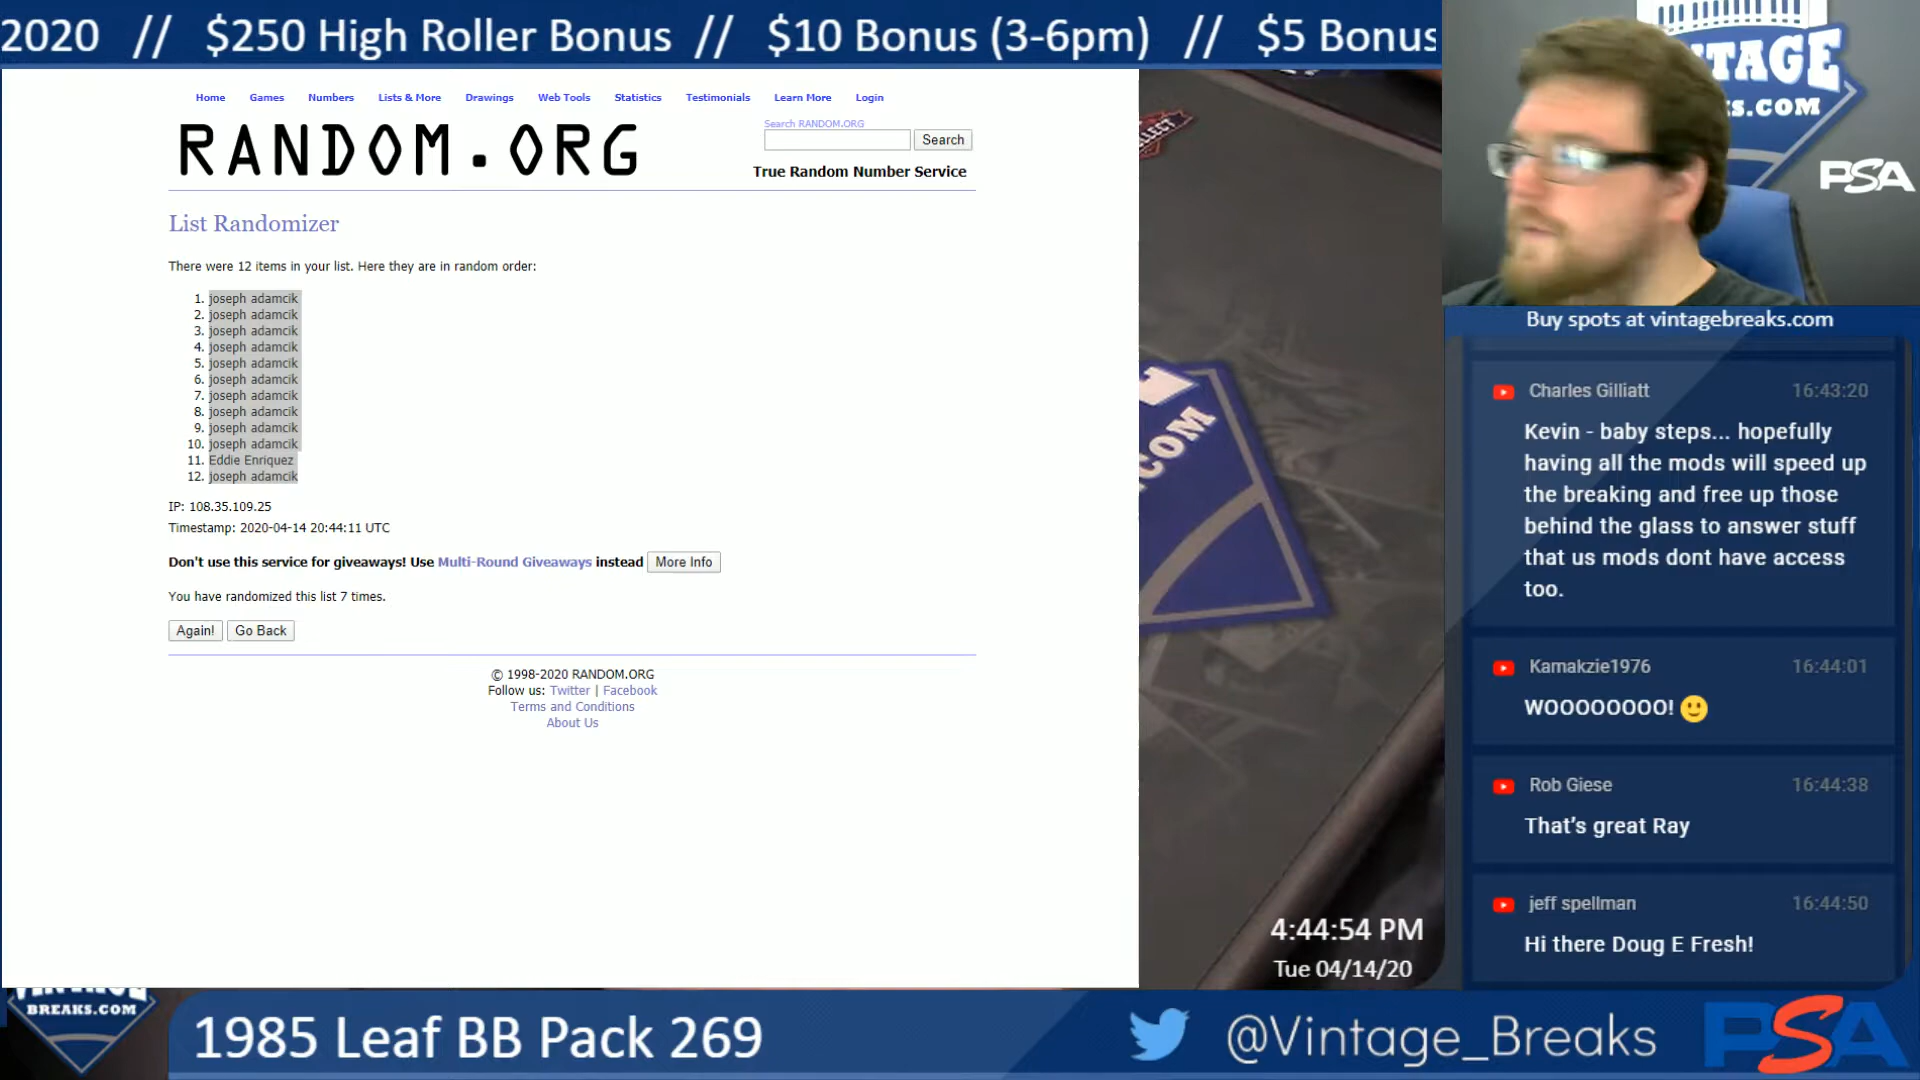 2020 // $250 High Roller Bonus // $10 Bonus (3-6pm) // $5 Bonus
Home Games Numbers Lists & More Drawings Web Tools Statistics Testimonials Learn More Login
RANDOM.ORG
Search RANDOM.ORG
Search
True Random Number Service
List Randomizer
There were 12 items in your list. Here they are in random order:
1. joseph adamcik
2. joseph adamcik
3. joseph adamcik
4. joseph adamcik
5. joseph adamcik
6. joseph adamcik
7. joseph adamcik
8. joseph adamcik
9. joseph adamcik
10. joseph adamcik
11. Eddie Enriquez
12. joseph adamcik
IP: 108.35.109.25
Timestamp: 2020-04-14 20:44:11 UTC
Don't use this service for giveaways! Use Multi-Round Giveaways instead More Info
You have randomized this list 7 times.
Again! Go Back
© 1998-2020 RANDOM.ORG
Follow us: Twitter | Facebook
Terms and Conditions
About Us
.COM
4:44:54 PM
Tue 04/14/20
TAGE
S.COM
PSA
Buy spots at vintagebreaks.com
Charles Gilliatt 16:43:20
Kevin - baby steps... hopefully
having all the mods will speed up
the breaking and free up those
behind the glass to answer stuff
that us mods dont have access
too.
Kamakzie1976 16:44:01
WOOOOOOOO! 🙂
Rob Giese 16:44:38
That's great Ray
jeff spellman 16:44:50
Hi there Doug E Fresh!
VINTAGE
BREAKS.COM
1985 Leaf BB Pack 269
@Vintage_Breaks
PSA